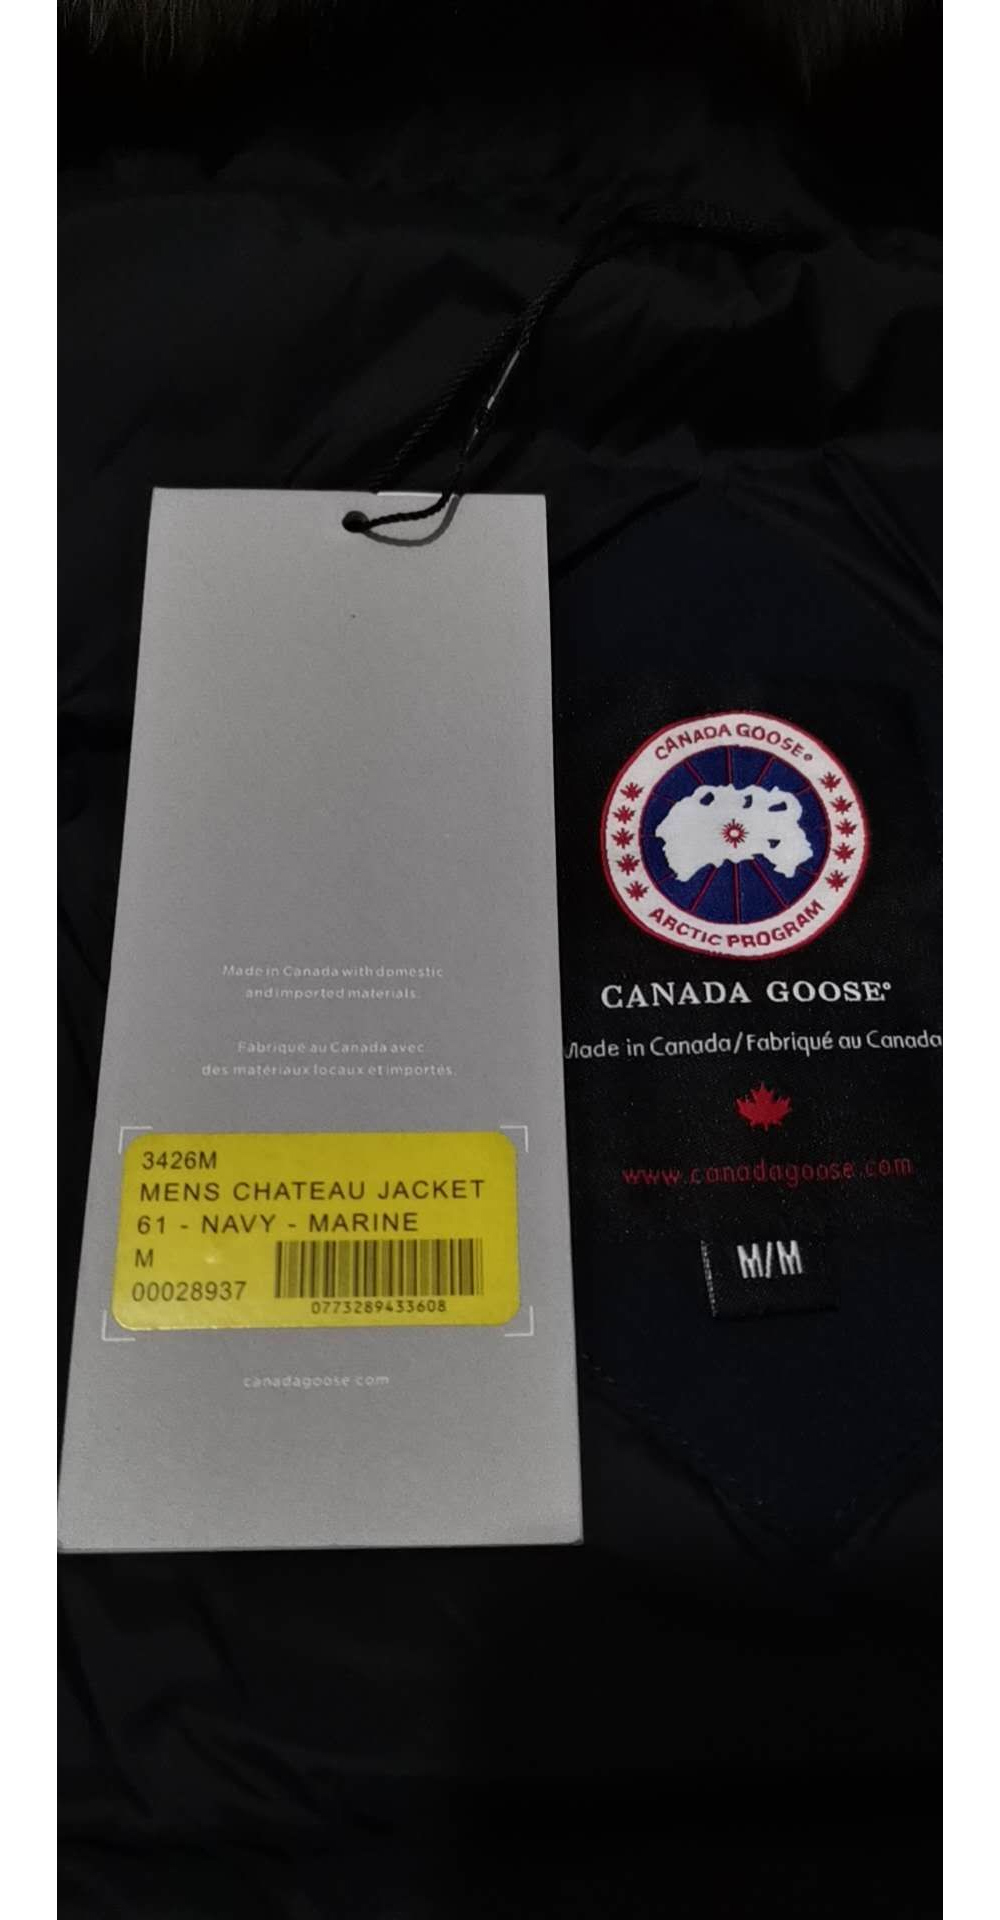 Made in Canada with domestic
and imported materials.
Fabriqué au Canada avec
des matériaux locaux et importés.
3426M
MENS CHATEAU JACKET
61 - NAVY - MARINE
M
00028937
0773289433608
canadagoose.com
CANADA GOOSE®
ARCTIC PROGRAM
CANADA GOOSE®
Made in Canada/Fabriqué au Canada
www.canadagoose.com
M/M